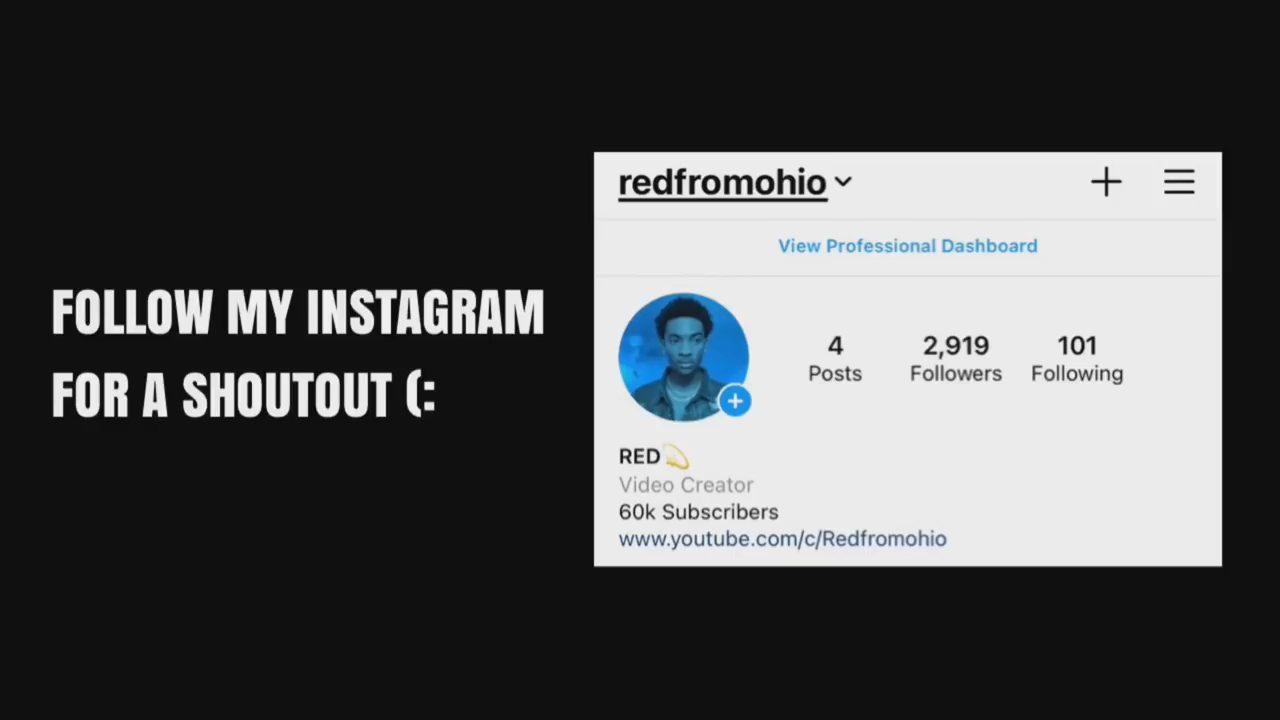 FOLLOW MY INSTAGRAM
FOR A SHOUTOUT (:
redfromohio
View Professional Dashboard
4 2,919 101
Posts Followers Following
RED💫
Video Creator
60k Subscribers
www.youtube.com/c/Redfromohio